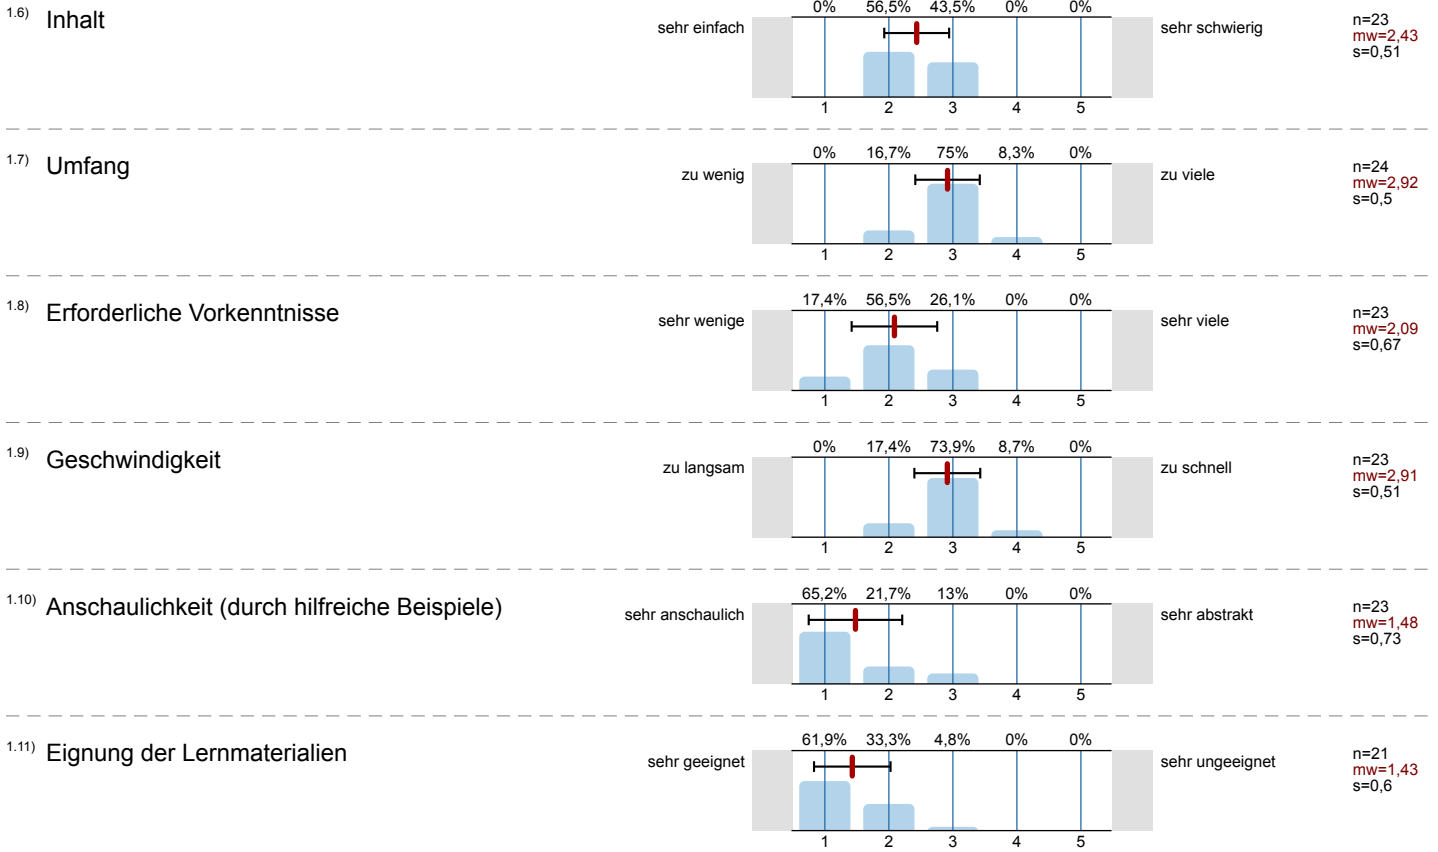 0% 56,5% 43,5% 0% 0%
1.6) Inhalt sehr einfach sehr schwierig n=23
mw=2,43
s=0,51
1 2 3 4 5
0% 16,7% 75% 8,3% 0%
1.7) Umfang zu wenig zu viele n=24
mw=2,92
s=0,5
1 2 3 4 5
17,4% 56,5% 26,1% 0% 0%
1.8) Erforderliche Vorkenntnisse sehr wenige sehr viele n=23
mw=2,09
s=0,67
1 2 3 4 5
0% 17,4% 73,9% 8,7% 0%
1.9) Geschwindigkeit zu langsam zu schnell n=23
mw=2,91
s=0,51
1 2 3 4 5
65,2% 21,7% 13% 0% 0%
1.10) Anschaulichkeit (durch hilfreiche Beispiele) sehr anschaulich sehr abstrakt n=23
mw=1,48
s=0,73
1 2 3 4 5
61,9% 33,3% 4,8% 0% 0%
1.11) Eignung der Lernmaterialien sehr geeignet sehr ungeeignet n=21
mw=1,43
s=0,6
1 2 3 4 5